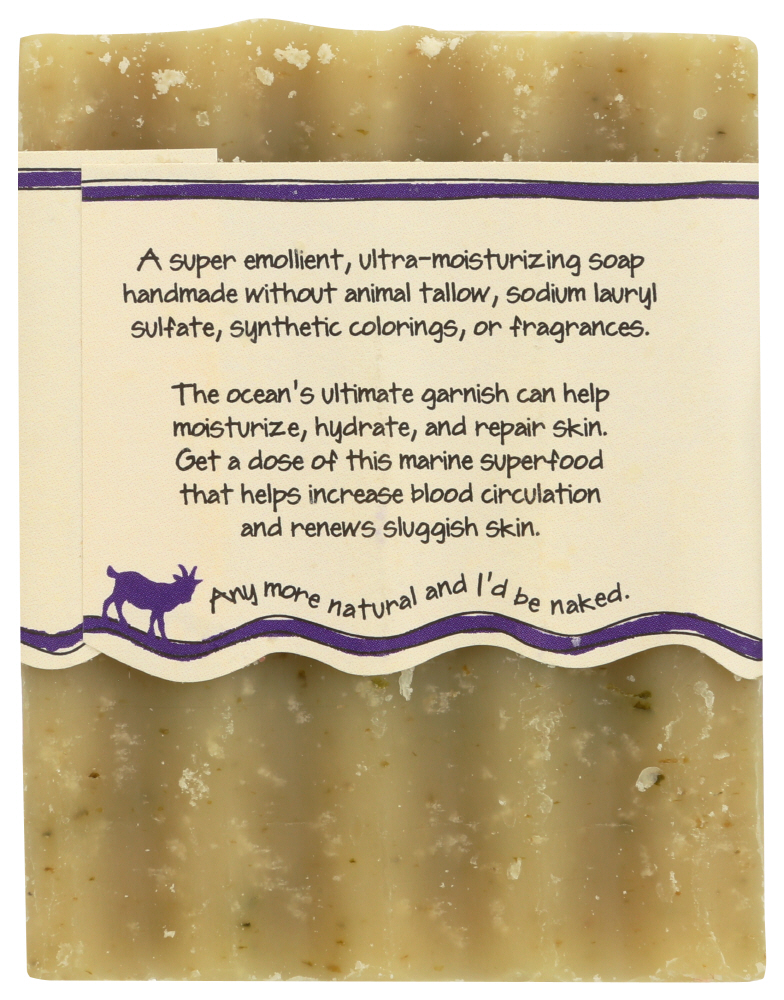 A super emollient, ultra-moisturizing soap
handmade without animal tallow, sodium lauryl
sulfate, synthetic colorings, or fragrances.
The ocean's ultimate garnish can help
moisturize, hydrate, and repair skin.
Get a dose of this marine superfood
that helps increase blood circulation
and renews sluggish skin.
Any more natural and I'd be naked.